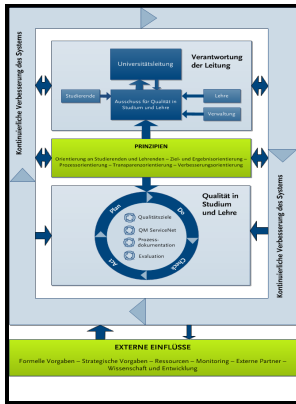 Kontinuierliche Verbesserung des Systems
Universitätsleitung
Verantwortung
der Leitung
Studierende
Ausschuss für Qualität in
Studium und Lehre
Lehre
Verwaltung
PRINZIPIEN
Orientierung an Studierenden und Lehrenden – Ziel- und Ergebnisorientierung –
Prozessorientierung – Transparenzorientierung – Verbesserungsorientierung
Qualität in
Studium
und Lehre
Plan
Do
Check
Act
Qualitätsziele
QM ServiceNet
Prozess-
dokumentation
Evaluation
Kontinuierliche Verbesserung des Systems
EXTERNE EINFLÜSSE
Formelle Vorgaben – Strategische Vorgaben – Ressourcen – Monitoring – Externe Partner –
Wissenschaft und Entwicklung